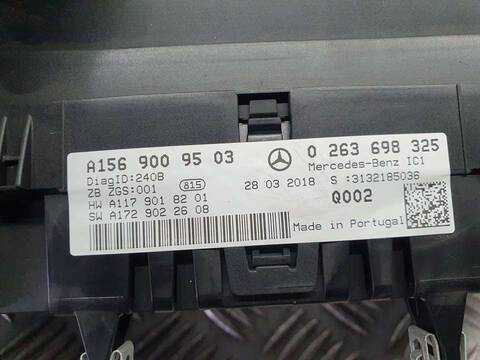 A156 900 95 03
0 263 698 325
DiagID:240B
Mercedes-Benz IC1
ZB ZGS:001
815
28 03 2018
S :3132185036
HW A117 901 82 01
Q002
SW A172 902 26 08
Made in Portugal